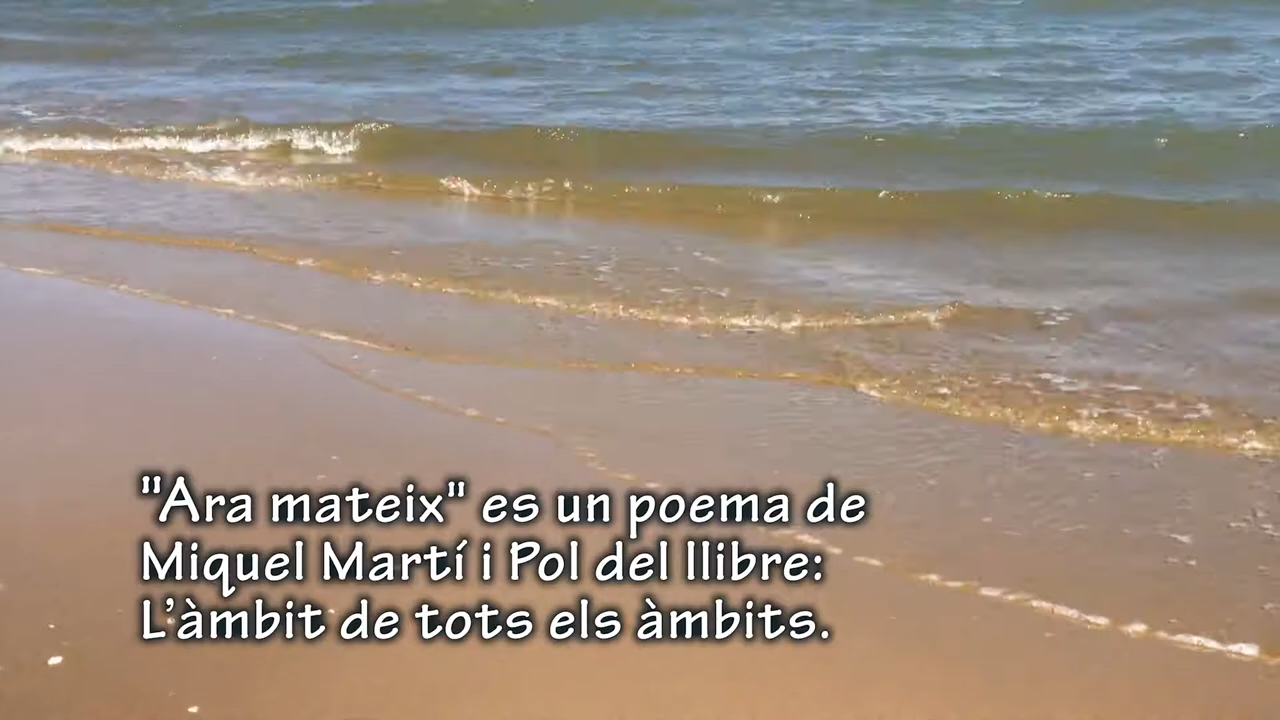 "Ara mateix" es un poema de
Miquel Martí i Pol del llibre:
L'àmbit de tots els àmbits.